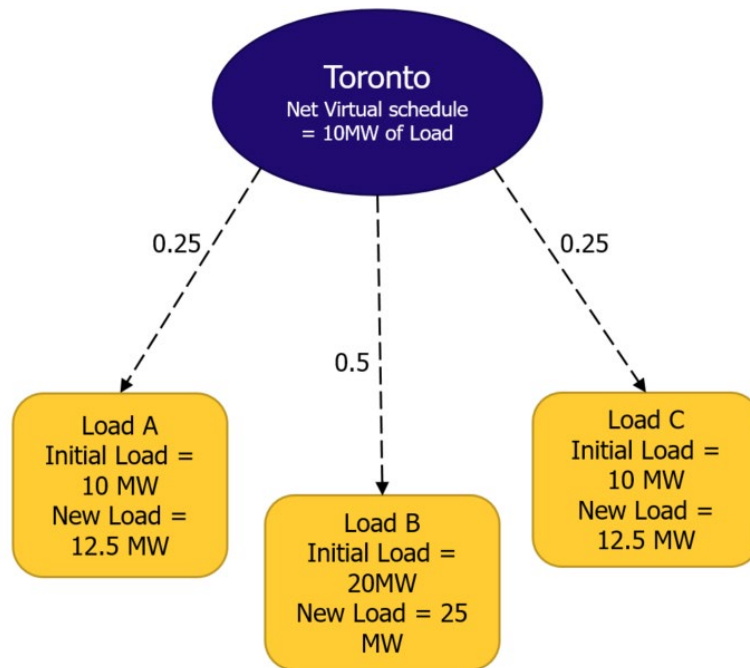 Toronto
Net Virtual schedule
= 10MW of Load
0.25
0.25
0.5
Load A
Initial Load =
10 MW
New Load =
12.5 MW
Load B
Initial Load =
20MW
New Load = 25
MW
Load C
Initial Load =
10 MW
New Load =
12.5 MW